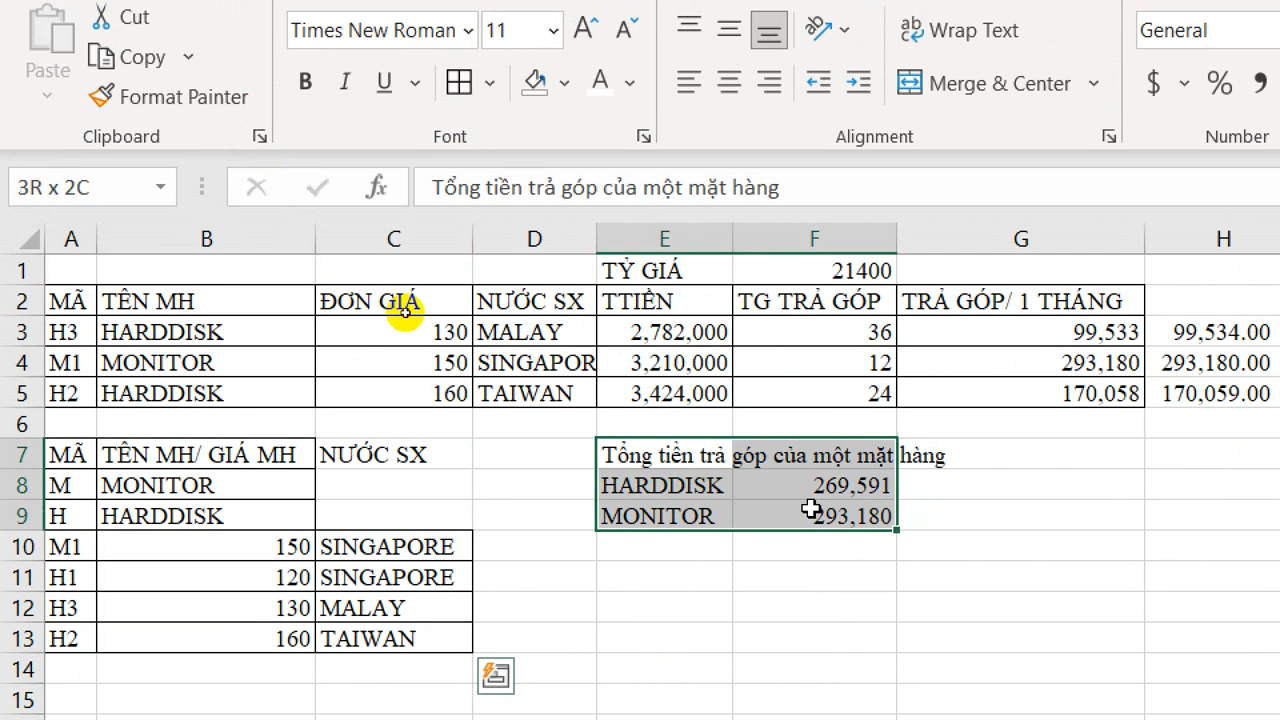 Cut
Times New Roman 11 A A
Wrap Text
General
Copy
Paste
B I U A
Merge & Center
$ % 9
Format Painter
Clipboard Font Alignment Number
3R x 2C fx Tổng tiền trả góp của một mặt hàng
A B C D E F G H
1 TỶ GIÁ 21400
2 MÃ TÊN MH ĐƠN GIÁ NƯỚC SX TTIỀN TG TRẢ GÓP TRẢ GÓP/ 1 THÁNG
3 H3 HARDDISK 130 MALAY 2,782,000 36 99,533 99,534.00
4 M1 MONITOR 150 SINGAPOR 3,210,000 12 293,180 293,180.00
5 H2 HARDDISK 160 TAIWAN 3,424,000 24 170,058 170,059.00
6
7 MÃ TÊN MH/ GIÁ MH NƯỚC SX Tổng tiền trả góp của một mặt hàng
8 M MONITOR HARDDISK 269,591
9 H HARDDISK MONITOR 293,180
10 M1 150 SINGAPORE
11 H1 120 SINGAPORE
12 H3 130 MALAY
13 H2 160 TAIWAN
14
15